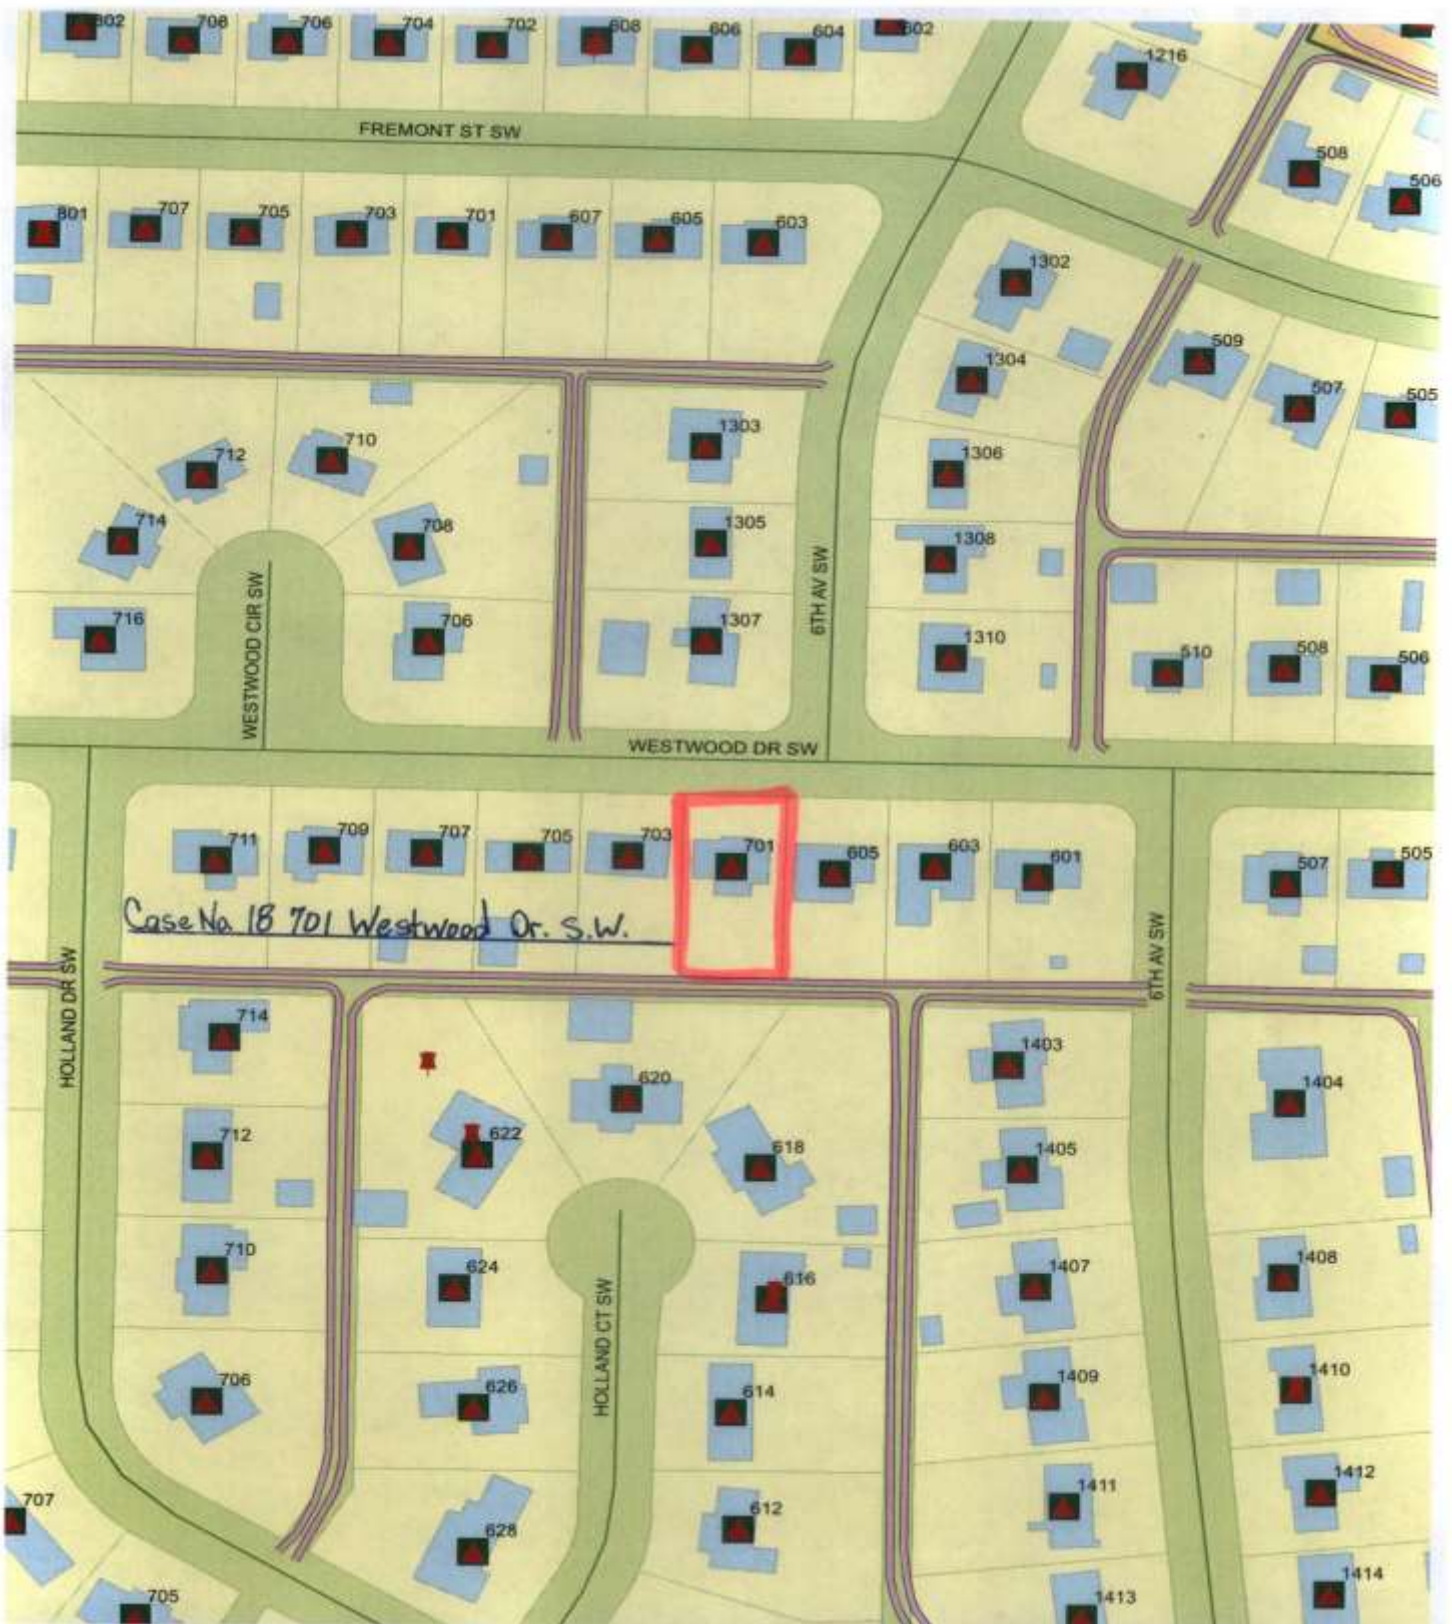 802 708 706 704 702 608 606 604 602
1216
FREMONT ST SW
508
506
801 707 705 703 701 607 605 603
1302
509
1304
507 505
1303
712 710
1306
714 708 1305
1308
6TH AV SW
WESTWOOD CIR SW
716 706 1307
1310
510 508 506
WESTWOOD DR SW
711 709 707 705 703 701 605 603 601
507 505
Case No 18 701 Westwood Dr. S.W.
6TH AV SW
HOLLAND DR SW
714
1403
620
1404
712 622 618 1405
710 624 616 1407 1408
HOLLAND CT SW
706 626 614 1409 1410
707 628 612 1411 1412
705
1413 1414